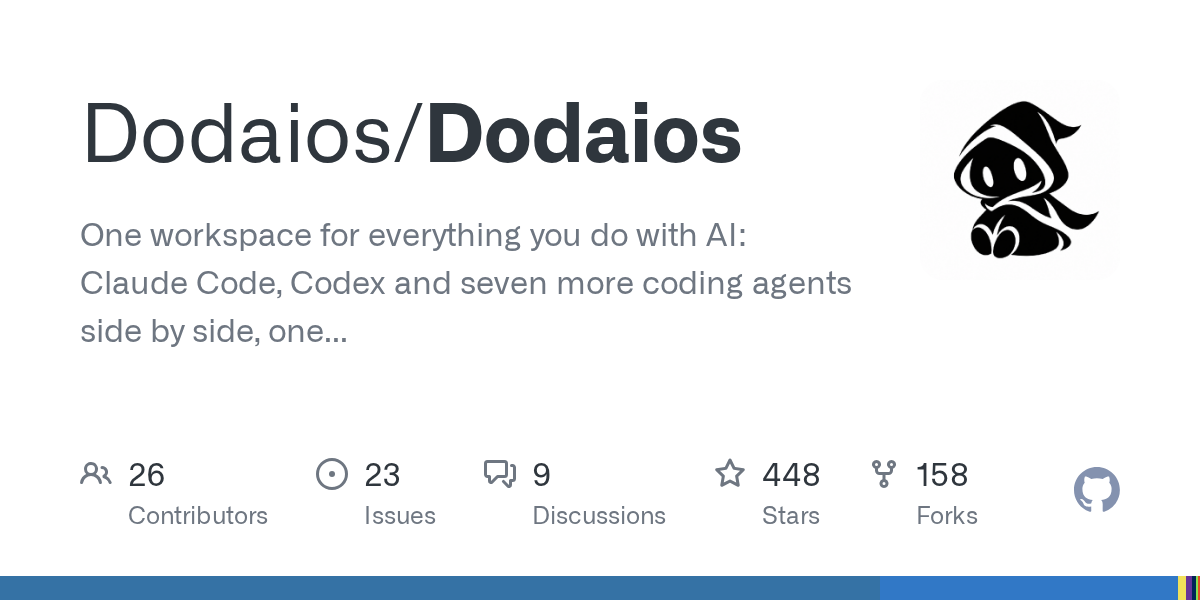 Dodaios/Dodaios
One workspace for everything you do with AI:
Claude Code, Codex and seven more coding agents
side by side, one...
26
Contributors
23
Issues
9
Discussions
448
Stars
158
Forks